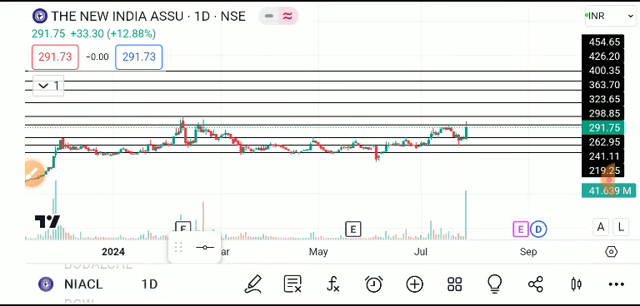 THE NEW INDIA ASSU · 1D · NSE
INR
291.75 +33.30 (+12.88%)
291.73 −0.00 291.73
1
454.65
426.20
400.35
363.70
323.65
298.85
291.75
262.95
241.11
219.25
41.639 M
E E E D
A L
2024 Mar May Jul Sep
NIACL 1D